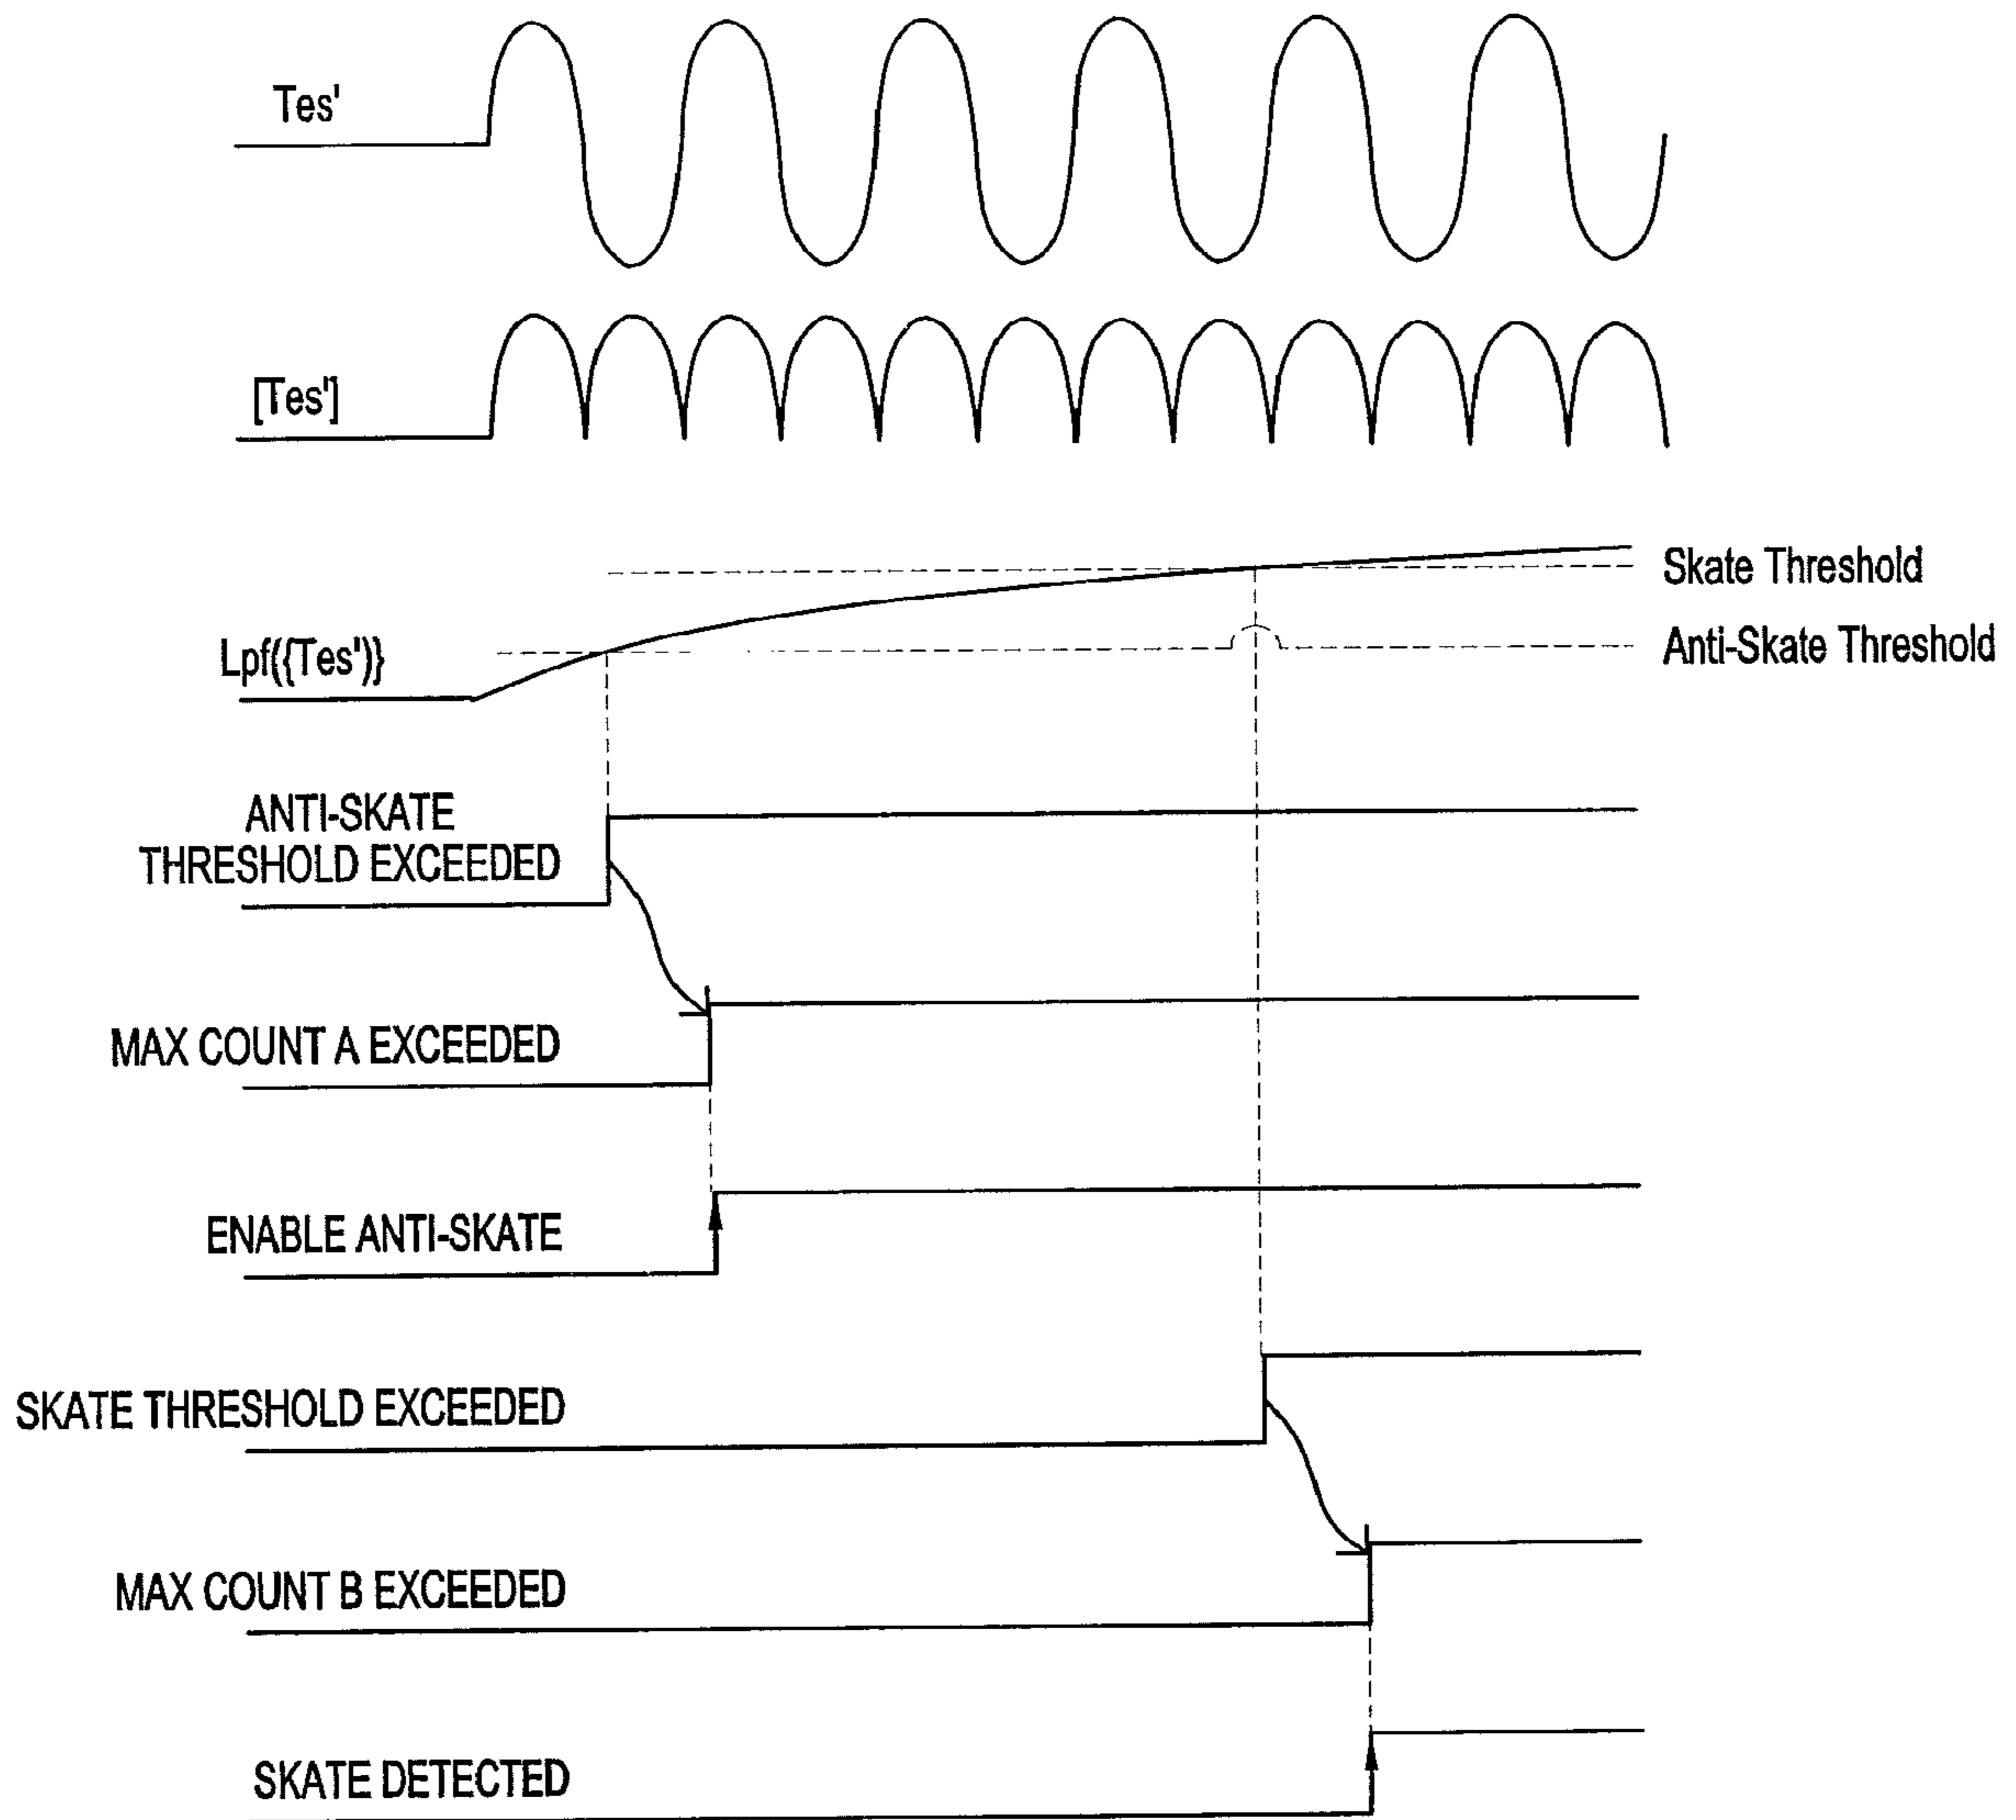 Tes'
[Tes']
Skate Threshold
Lpf({Tes')}
Anti-Skate Threshold
ANTI-SKATE
THRESHOLD EXCEEDED
MAX COUNT A EXCEEDED
ENABLE ANTI-SKATE
SKATE THRESHOLD EXCEEDED
MAX COUNT B EXCEEDED
SKATE DETECTED